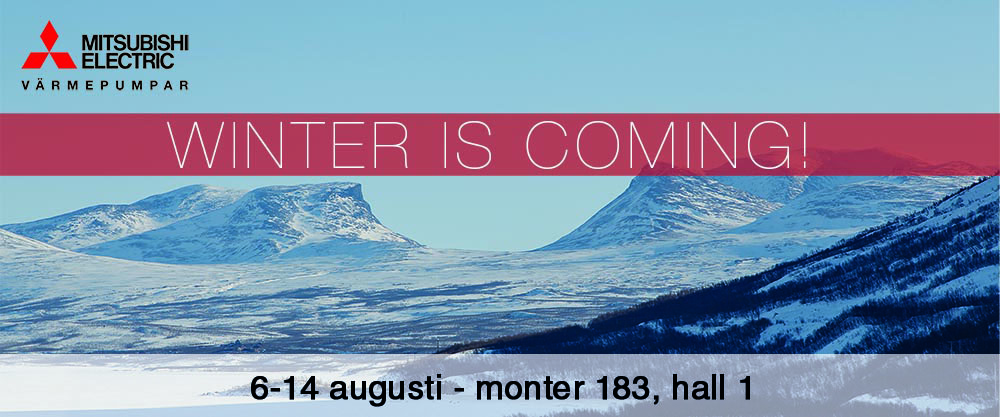 MITSUBISHI
ELECTRIC
VÄRMEPUMPAR
WINTER IS COMING!
6-14 augusti - monter 183, hall 1